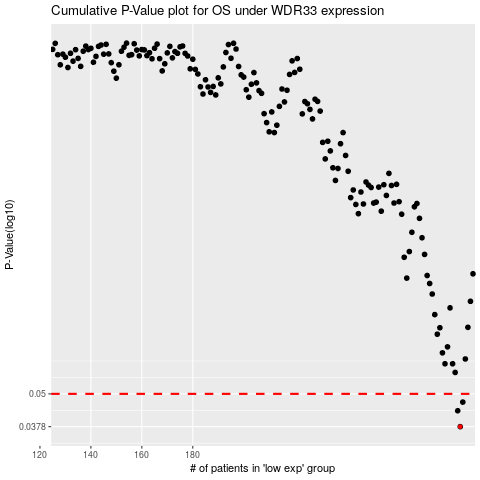 Cumulative P-Value plot for OS under WDR33 expression
P-Value(log10)
0.05
0.0378
120 140 160 180
# of patients in 'low exp' group